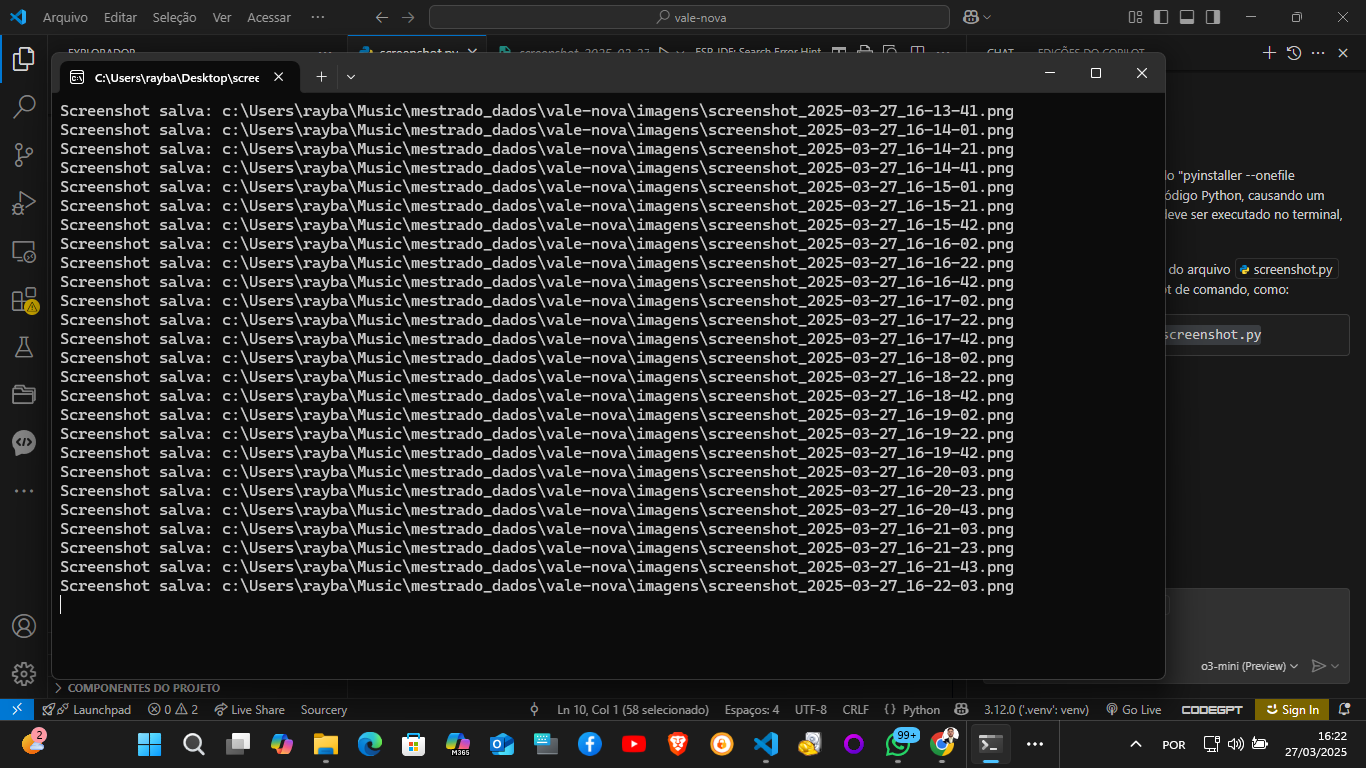 Arquivo Editar Seleção Ver Acessar ··· vale-nova
EXPLORADOR screenshot.py screenshot_2025-03-27 ESP-IDF: Search Error Hint CHAT EDIÇÕES DO COPILOT
C:\Users\rayba\Desktop\scree
Screenshot salva: c:\Users\rayba\Music\mestrado_dados\vale-nova\imagens\screenshot_2025-03-27_16-13-41.png
Screenshot salva: c:\Users\rayba\Music\mestrado_dados\vale-nova\imagens\screenshot_2025-03-27_16-14-01.png
Screenshot salva: c:\Users\rayba\Music\mestrado_dados\vale-nova\imagens\screenshot_2025-03-27_16-14-21.png
Screenshot salva: c:\Users\rayba\Music\mestrado_dados\vale-nova\imagens\screenshot_2025-03-27_16-14-41.png
Screenshot salva: c:\Users\rayba\Music\mestrado_dados\vale-nova\imagens\screenshot_2025-03-27_16-15-01.png
Screenshot salva: c:\Users\rayba\Music\mestrado_dados\vale-nova\imagens\screenshot_2025-03-27_16-15-21.png
Screenshot salva: c:\Users\rayba\Music\mestrado_dados\vale-nova\imagens\screenshot_2025-03-27_16-15-42.png
Screenshot salva: c:\Users\rayba\Music\mestrado_dados\vale-nova\imagens\screenshot_2025-03-27_16-16-02.png
Screenshot salva: c:\Users\rayba\Music\mestrado_dados\vale-nova\imagens\screenshot_2025-03-27_16-16-22.png
Screenshot salva: c:\Users\rayba\Music\mestrado_dados\vale-nova\imagens\screenshot_2025-03-27_16-16-42.png
Screenshot salva: c:\Users\rayba\Music\mestrado_dados\vale-nova\imagens\screenshot_2025-03-27_16-17-02.png
Screenshot salva: c:\Users\rayba\Music\mestrado_dados\vale-nova\imagens\screenshot_2025-03-27_16-17-22.png
Screenshot salva: c:\Users\rayba\Music\mestrado_dados\vale-nova\imagens\screenshot_2025-03-27_16-17-42.png
Screenshot salva: c:\Users\rayba\Music\mestrado_dados\vale-nova\imagens\screenshot_2025-03-27_16-18-02.png
Screenshot salva: c:\Users\rayba\Music\mestrado_dados\vale-nova\imagens\screenshot_2025-03-27_16-18-22.png
Screenshot salva: c:\Users\rayba\Music\mestrado_dados\vale-nova\imagens\screenshot_2025-03-27_16-18-42.png
Screenshot salva: c:\Users\rayba\Music\mestrado_dados\vale-nova\imagens\screenshot_2025-03-27_16-19-02.png
Screenshot salva: c:\Users\rayba\Music\mestrado_dados\vale-nova\imagens\screenshot_2025-03-27_16-19-22.png
Screenshot salva: c:\Users\rayba\Music\mestrado_dados\vale-nova\imagens\screenshot_2025-03-27_16-19-42.png
Screenshot salva: c:\Users\rayba\Music\mestrado_dados\vale-nova\imagens\screenshot_2025-03-27_16-20-03.png
Screenshot salva: c:\Users\rayba\Music\mestrado_dados\vale-nova\imagens\screenshot_2025-03-27_16-20-23.png
Screenshot salva: c:\Users\rayba\Music\mestrado_dados\vale-nova\imagens\screenshot_2025-03-27_16-20-43.png
Screenshot salva: c:\Users\rayba\Music\mestrado_dados\vale-nova\imagens\screenshot_2025-03-27_16-21-03.png
Screenshot salva: c:\Users\rayba\Music\mestrado_dados\vale-nova\imagens\screenshot_2025-03-27_16-21-23.png
Screenshot salva: c:\Users\rayba\Music\mestrado_dados\vale-nova\imagens\screenshot_2025-03-27_16-21-43.png
Screenshot salva: c:\Users\rayba\Music\mestrado_dados\vale-nova\imagens\screenshot_2025-03-27_16-22-03.png
"pyinstaller --onefile
ódigo Python, causando um
deve ser executado no terminal,
do arquivo screenshot.py
de comando, como:
screenshot.py
o3-mini (Preview)
COMPONENTES DO PROJETO
Launchpad 0 2 Live Share Sourcery Ln 10, Col 1 (58 selecionado) Espaços: 4 UTF-8 CRLF {} Python 3.12.0 ('.venv': venv) Go Live CODEGPT Sign In
2 M365 99+ POR 16:22
27/03/2025